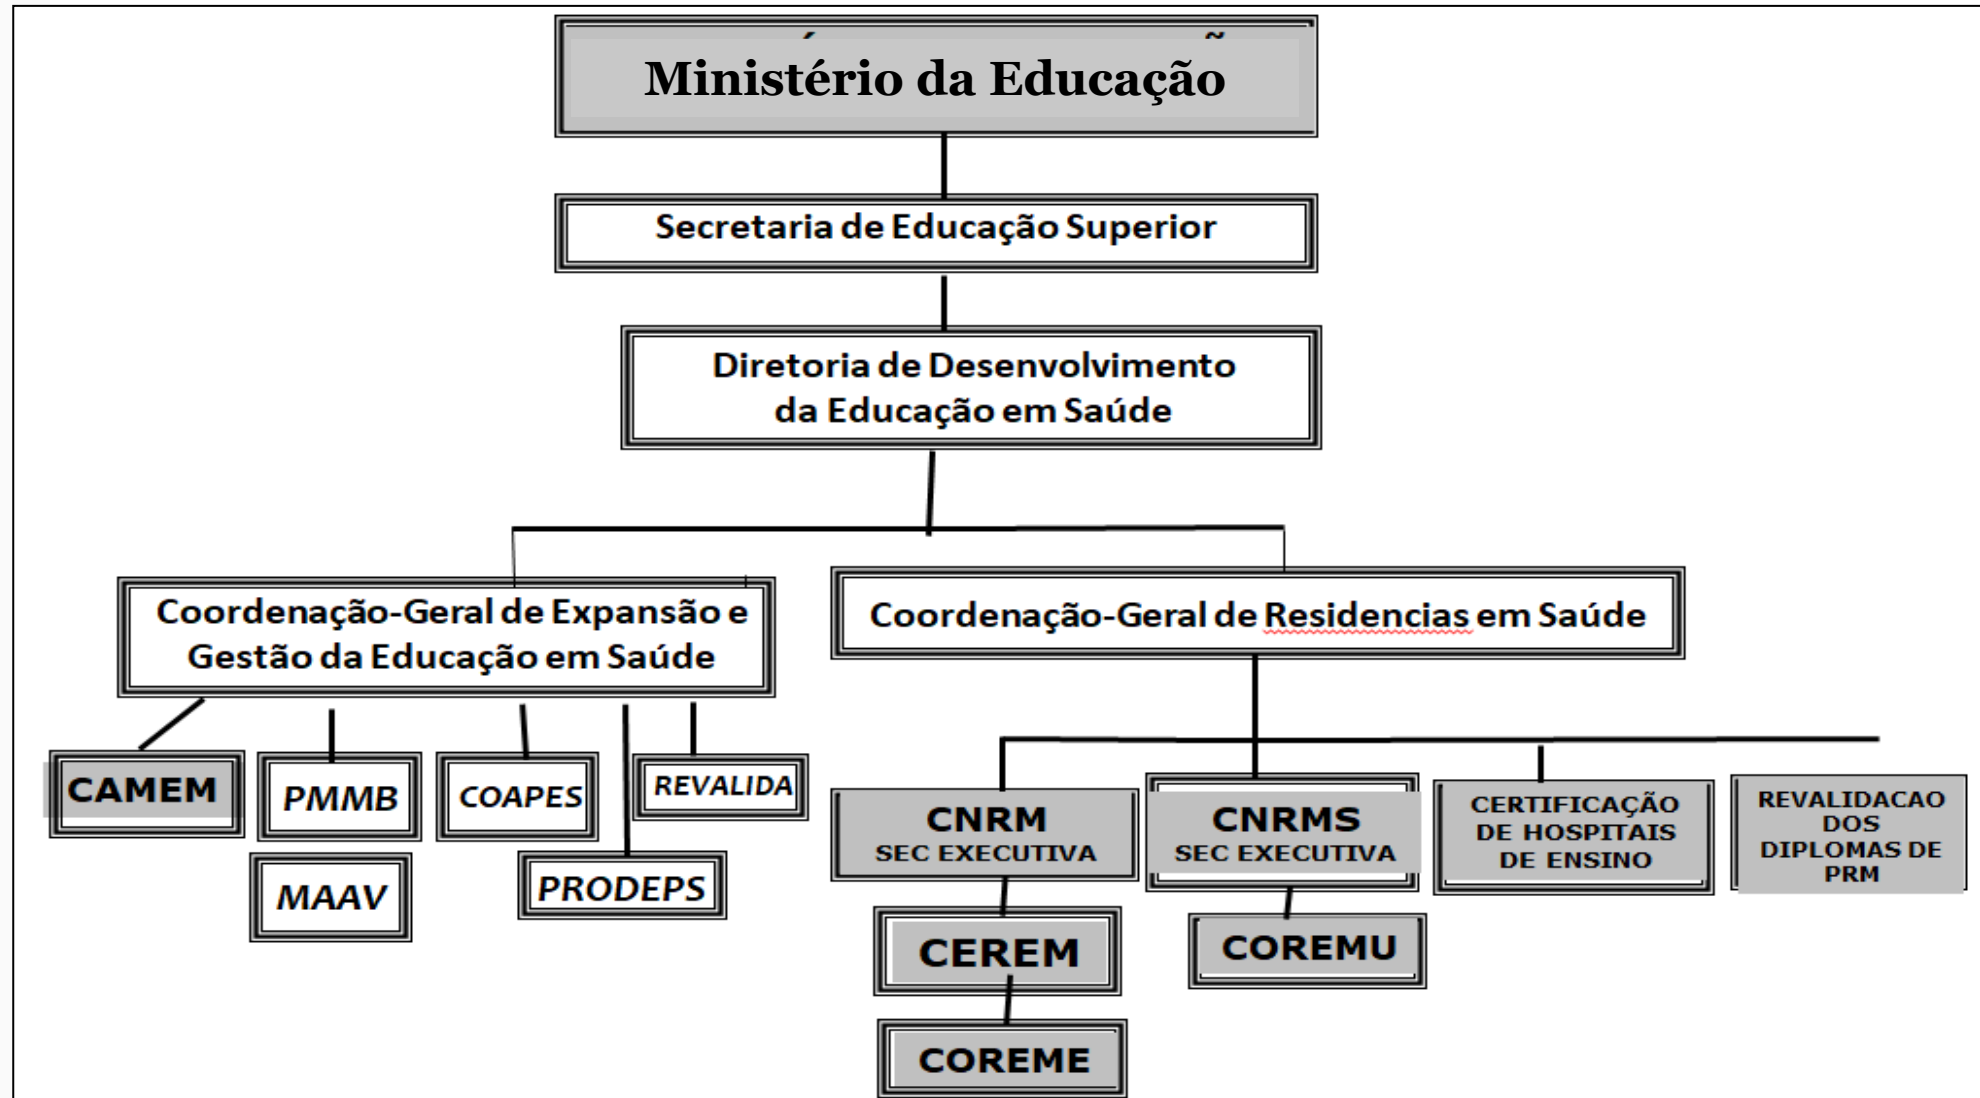 Ministério da Educação
Secretaria de Educação Superior
Diretoria de Desenvolvimento
da Educação em Saúde
Coordenação-Geral de Expansão e
Gestão da Educação em Saúde
Coordenação-Geral de Residencias em Saúde
CAMEM
PMMB
COAPES
REVALIDA
MAAV
PRODEPS
CNRM
SEC EXECUTIVA
CNRMS
SEC EXECUTIVA
CERTIFICAÇÃO
DE HOSPITAIS
DE ENSINO
REVALIDACAO
DOS
DIPLOMAS DE
PRM
CEREM
COREMU
COREME